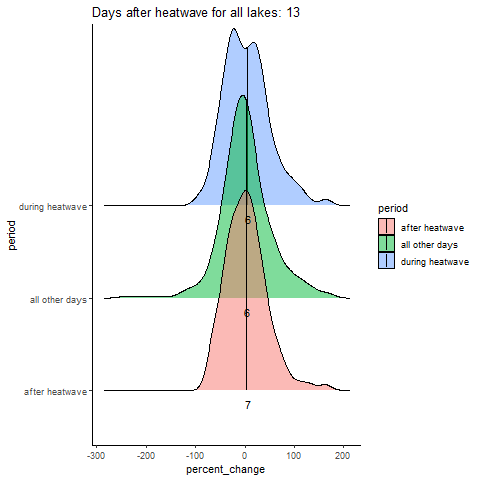 Days after heatwave for all lakes: 13
during heatwave
6
all other days
6
after heatwave
7
period
-300 -200 -100 0 100 200
percent_change
period
after heatwave
all other days
during heatwave